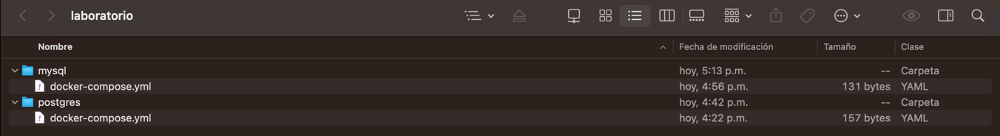 laboratorio
Nombre Fecha de modificación Tamaño Clase
mysql hoy, 5:13 p.m. -- Carpeta
docker-compose.yml hoy, 4:56 p.m. 131 bytes YAML
postgres hoy, 4:42 p.m. -- Carpeta
docker-compose.yml hoy, 4:22 p.m. 157 bytes YAML